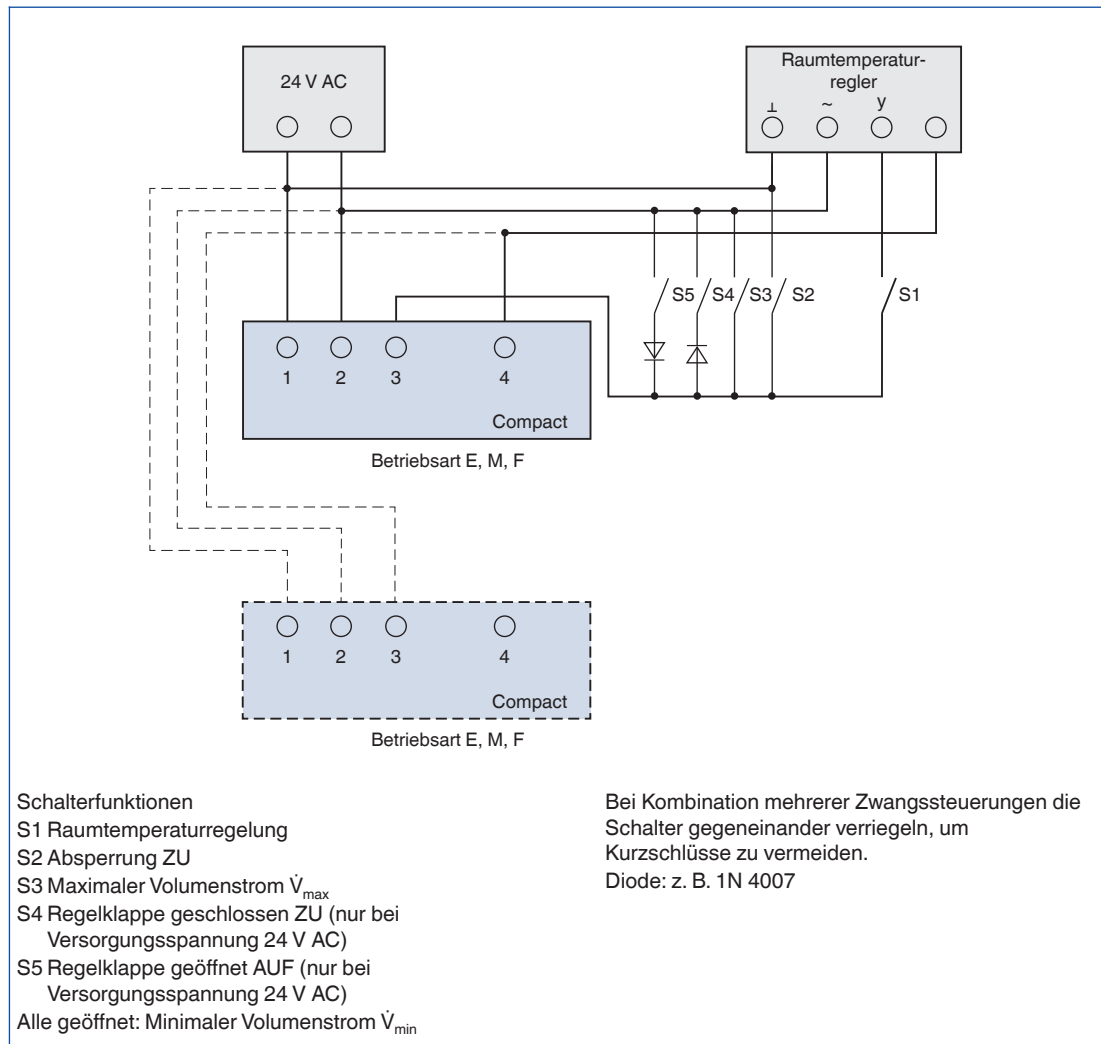 24 V AC
Raumtemperatur-
regler
⊥ ~ y
S5 S4 S3 S2 S1
1 2 3 4
Compact
Betriebsart E, M, F
1 2 3 4
Compact
Betriebsart E, M, F
Schalterfunktionen
S1 Raumtemperaturregelung
S2 Absperrung ZU
S3 Maximaler Volumenstrom V̇max
S4 Regelklappe geschlossen ZU (nur bei
Versorgungsspannung 24 V AC)
S5 Regelklappe geöffnet AUF (nur bei
Versorgungsspannung 24 V AC)
Alle geöffnet: Minimaler Volumenstrom V̇min
Bei Kombination mehrerer Zwangssteuerungen die
Schalter gegeneinander verriegeln, um
Kurzschlüsse zu vermeiden.
Diode: z. B. 1N 4007